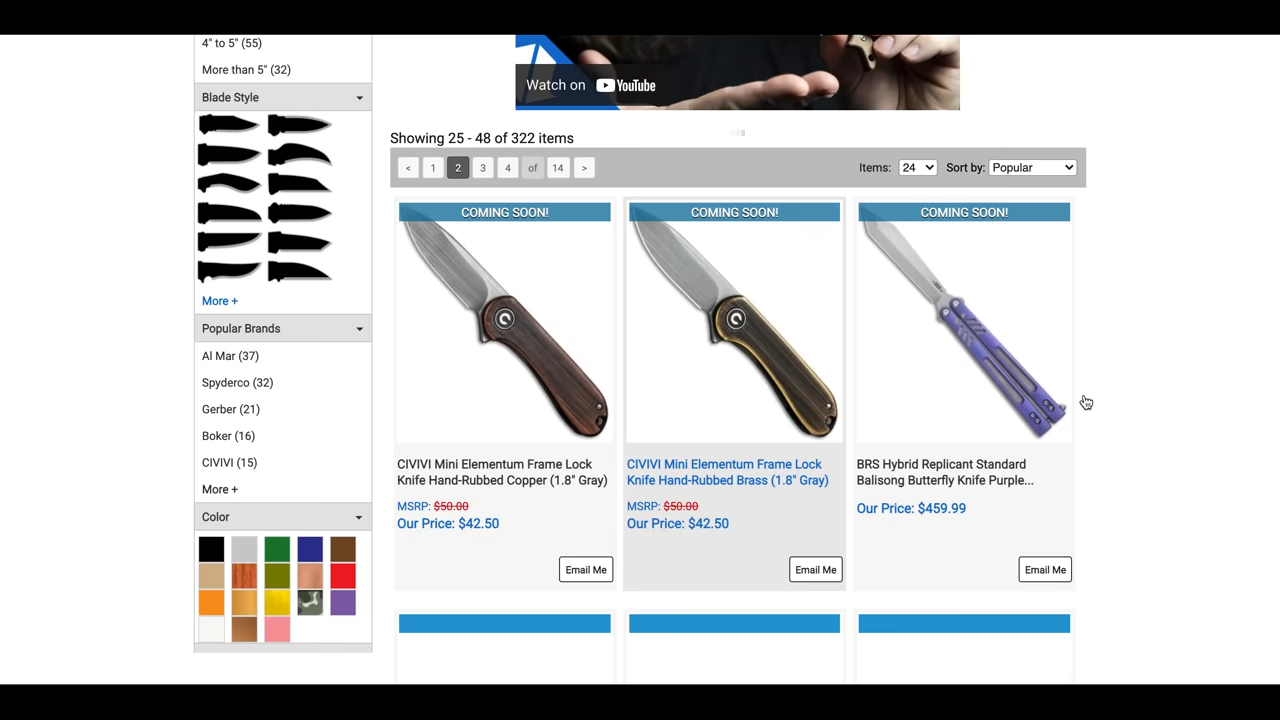 4" to 5" (55)
More than 5" (32)
Blade Style
More +
Popular Brands
Al Mar (37)
Spyderco (32)
Gerber (21)
Boker (16)
CIVIVI (15)
More +
Color
Watch on YouTube
Showing 25 - 48 of 322 items
< 1 2 3 4 of 14 >
Items: 24 Sort by: Popular
COMING SOON!
CIVIVI Mini Elementum Frame Lock
Knife Hand-Rubbed Copper (1.8" Gray)
MSRP: $50.00
Our Price: $42.50
Email Me
COMING SOON!
CIVIVI Mini Elementum Frame Lock
Knife Hand-Rubbed Brass (1.8" Gray)
MSRP: $50.00
Our Price: $42.50
Email Me
COMING SOON!
BRS Hybrid Replicant Standard
Balisong Butterfly Knife Purple...
Our Price: $459.99
Email Me